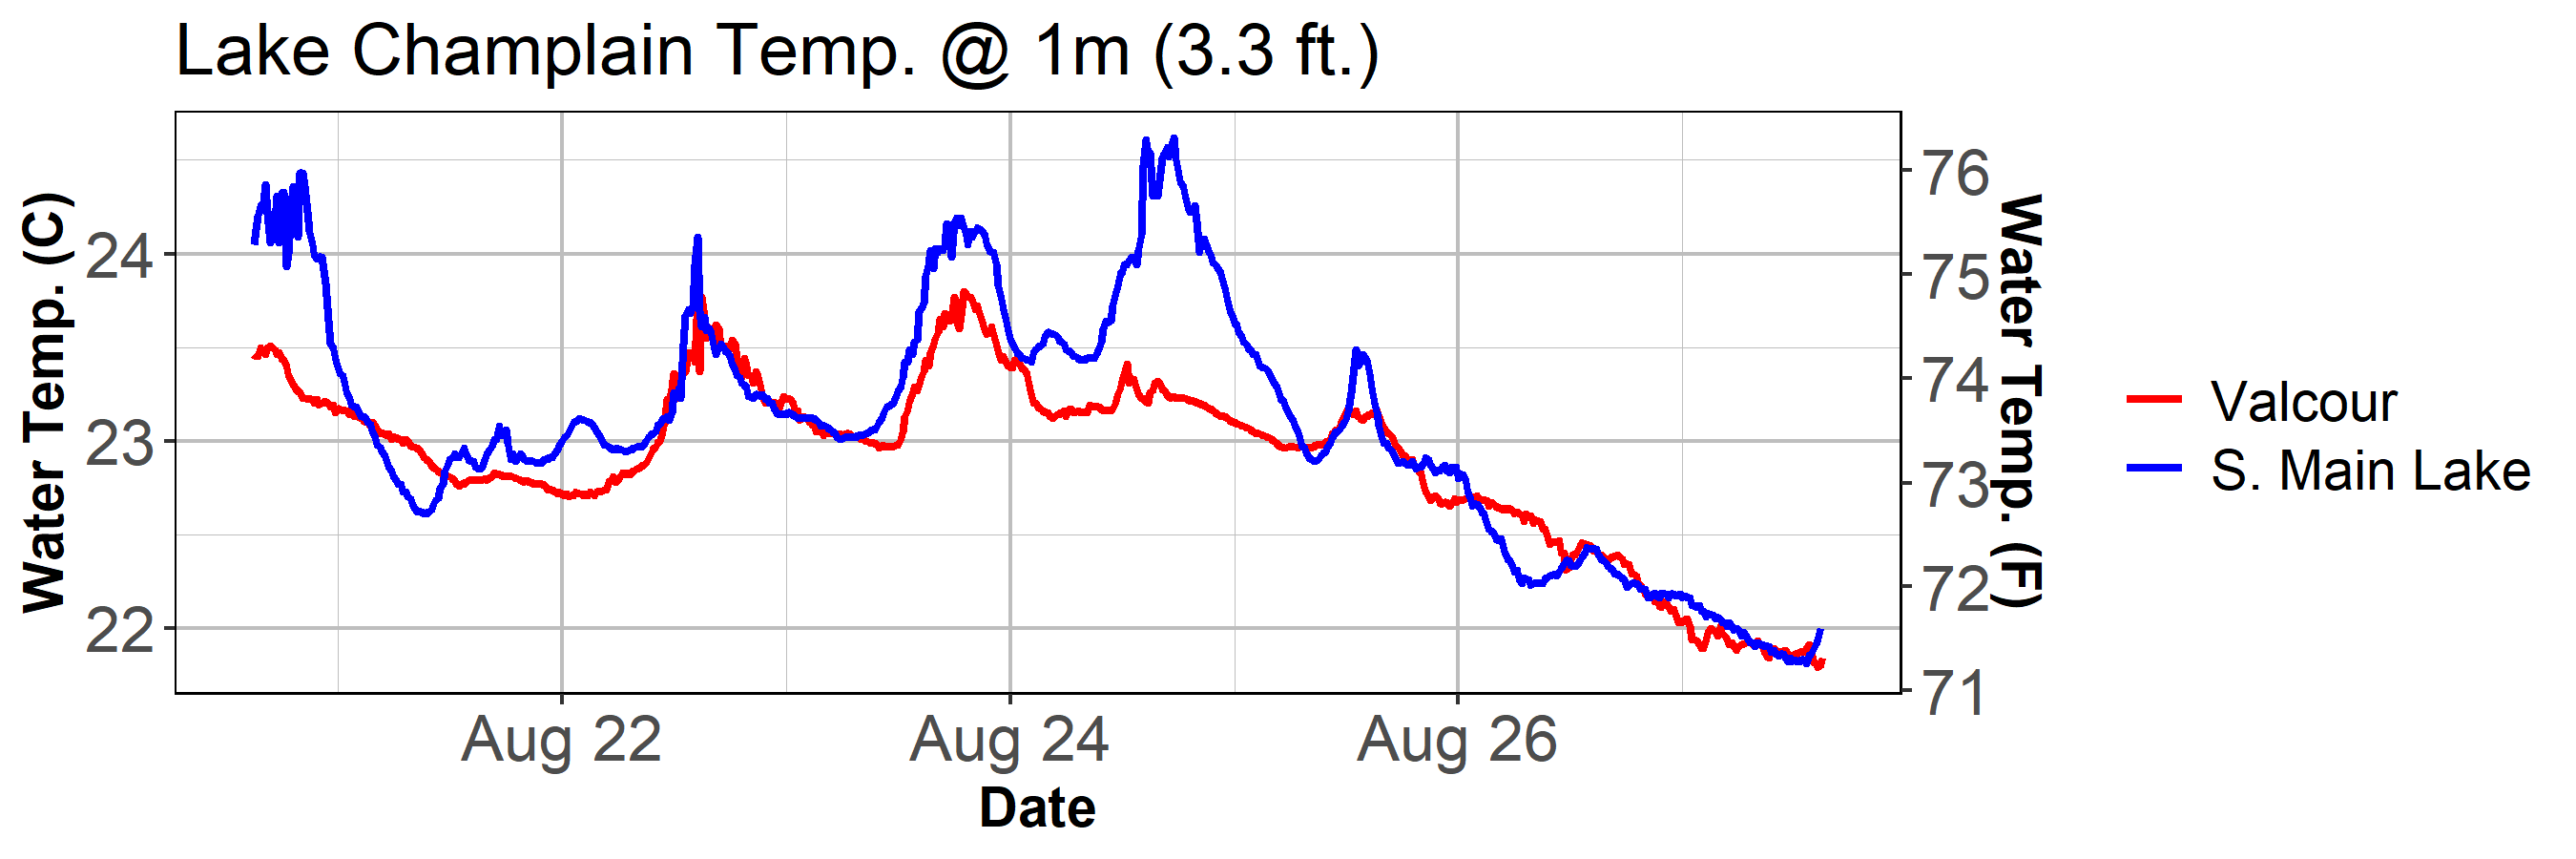 Lake Champlain Temp. @ 1m (3.3 ft.)
Water Temp. (C)
24
23
22
76
75
74
73
72
71
Water Temp. (F)
Aug 22
Aug 24
Aug 26
Date
Valcour
S. Main Lake